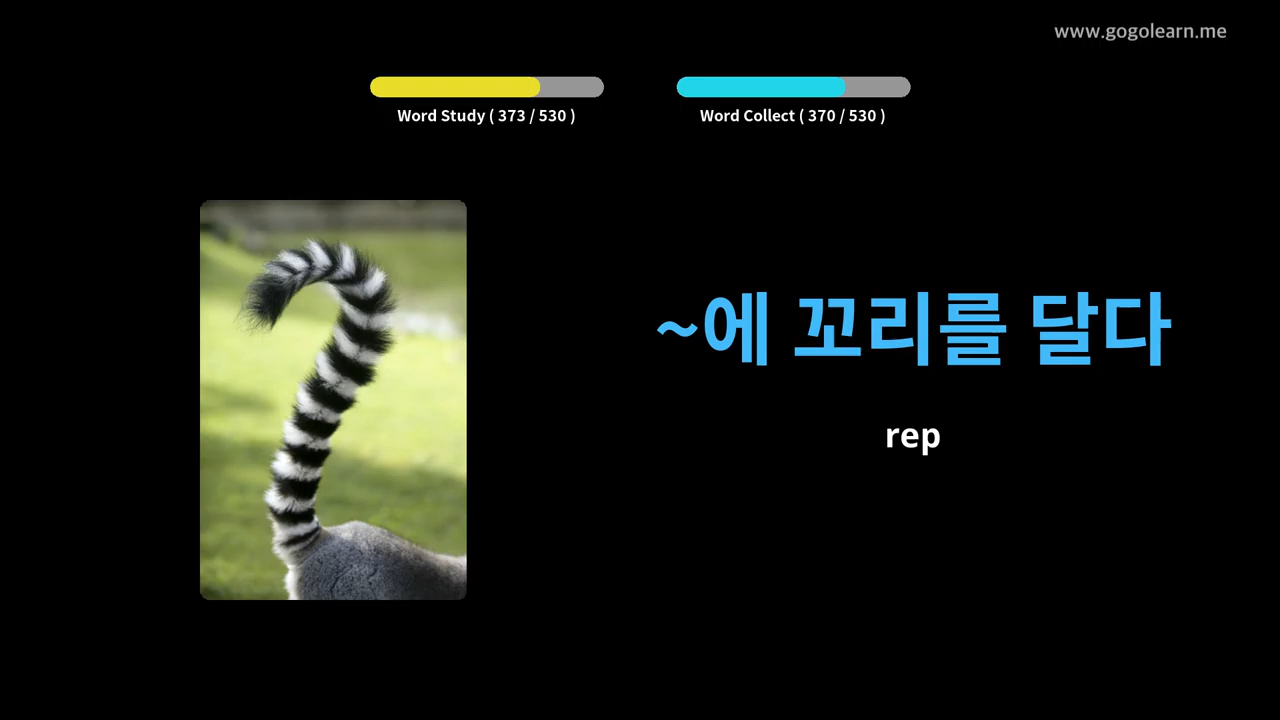 www.gogolearn.me
Word Study ( 373 / 530 )
Word Collect ( 370 / 530 )
~에 꼬리를 달다
rep